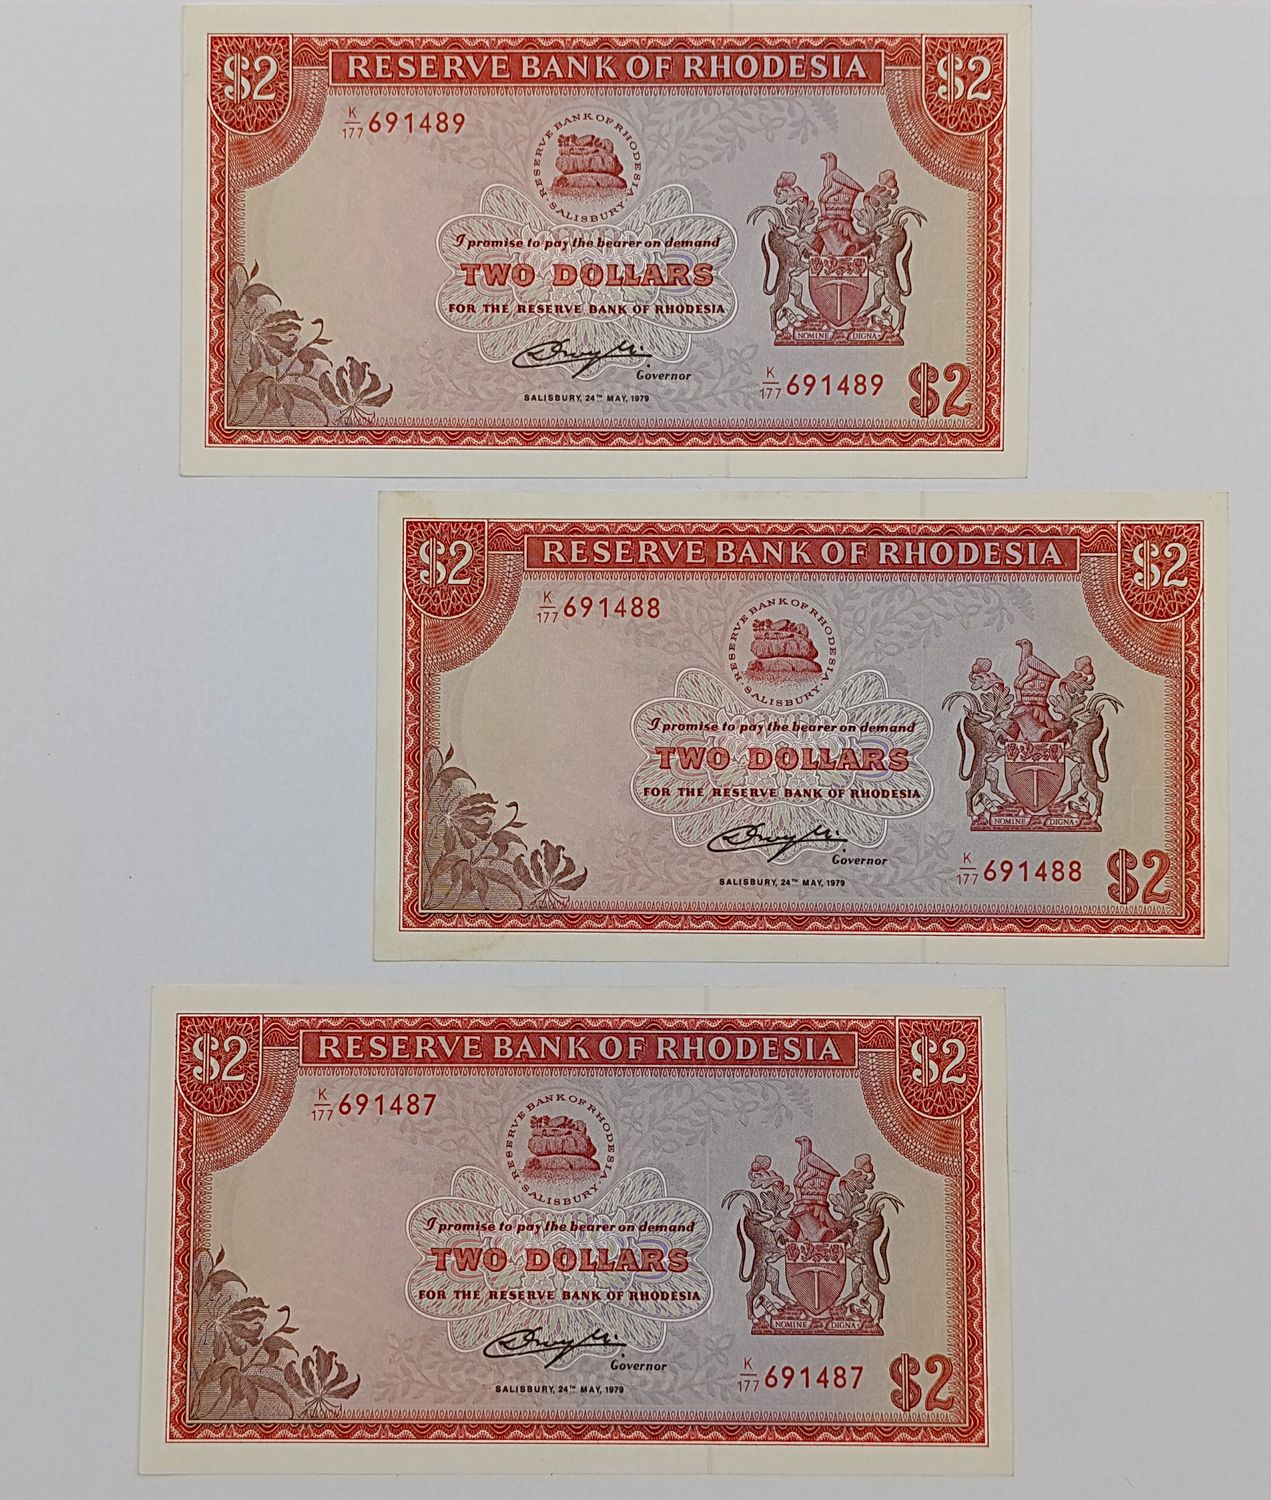 $2 RESERVE BANK OF RHODESIA $2
K/177 691489
RESERVE BANK OF RHODESIA
· SALISBURY ·
I promise to pay the bearer on demand
TWO DOLLARS
FOR THE RESERVE BANK OF RHODESIA
NOMINE DIGNA
Governor
K/177 691489 $2
SALISBURY, 24TH MAY, 1979
$2 RESERVE BANK OF RHODESIA $2
K/177 691488
RESERVE BANK OF RHODESIA
· SALISBURY ·
I promise to pay the bearer on demand
TWO DOLLARS
FOR THE RESERVE BANK OF RHODESIA
NOMINE DIGNA
Governor
K/177 691488 $2
SALISBURY, 24TH MAY, 1979
$2 RESERVE BANK OF RHODESIA $2
K/177 691487
RESERVE BANK OF RHODESIA
· SALISBURY ·
I promise to pay the bearer on demand
TWO DOLLARS
FOR THE RESERVE BANK OF RHODESIA
NOMINE DIGNA
Governor
K/177 691487 $2
SALISBURY, 24TH MAY, 1979